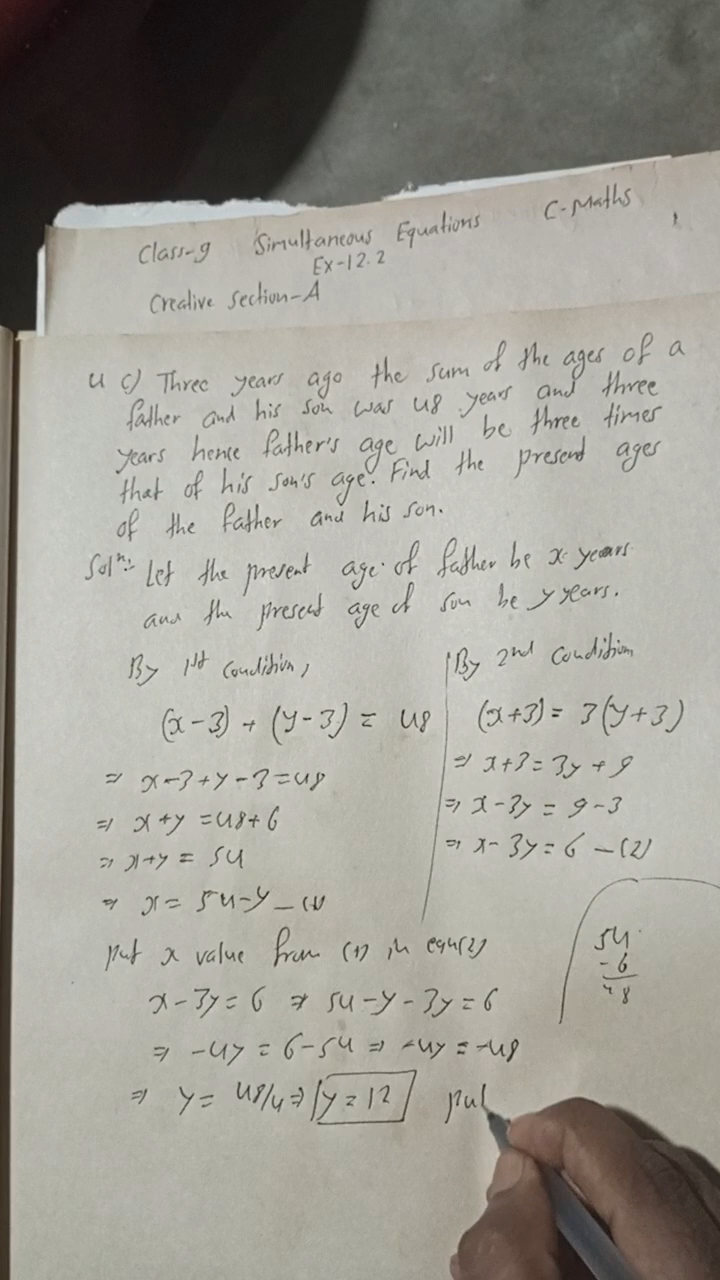 Class-9 Simultaneous Equations C-Maths
Ex-12.2
Creative Section-A
4 c) Three years ago the sum of the ages of a
father and his son was 48 years and three
years hence father's age will be three times
that of his son's age. Find the present ages
of the father and his son.
Solⁿ:- Let the present age of father be x years
and the present age of son be y years.
By 1st Condition,
(x-3) + (y-3) = 48
⇒ x-3+y-3=48
⇒ x+y = 48+6
⇒ x+y = 54
⇒ x = 54-y -(1)
By 2nd Condition
(x+3) = 3(y+3)
⇒ x+3 = 3y+9
⇒ x-3y = 9-3
⇒ x-3y = 6 -(2)
put x value from (1) in equn(2)
x-3y=6 ⇒ 54-y-3y=6
⇒ -4y = 6-54 ⇒ -4y = -48
⇒ y = 48/4 ⇒ y = 12 put
54
-6
48